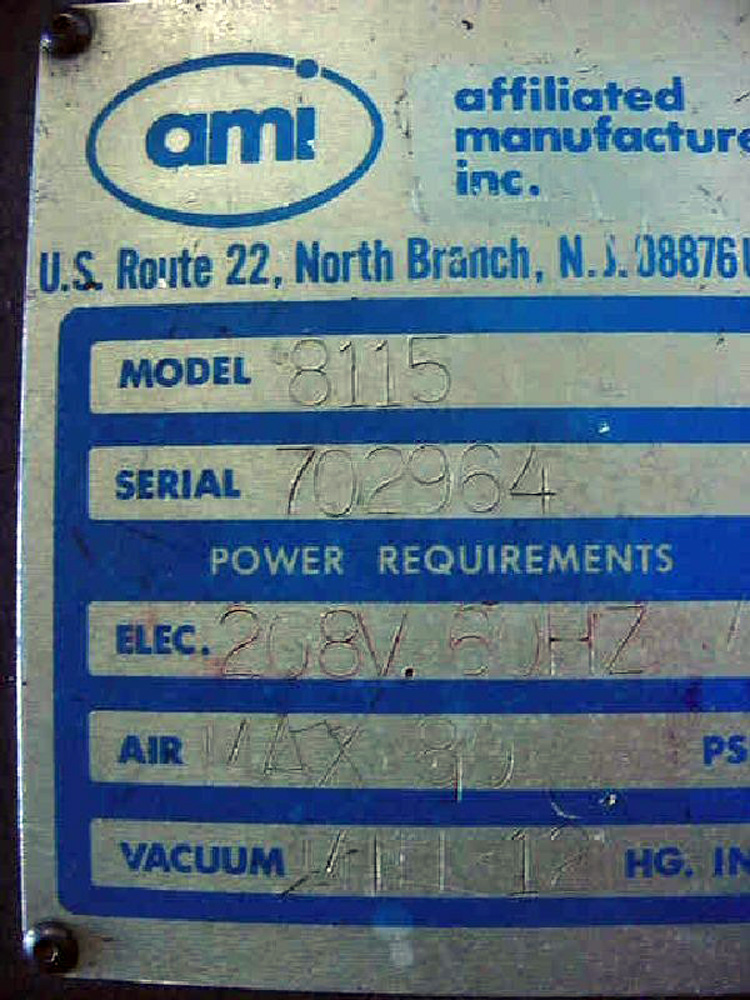 ami
affiliated
manufacture
inc.
U.S. Route 22, North Branch, N.J. 08876 U
MODEL 8115
SERIAL 702964
POWER REQUIREMENTS
ELEC. 208V. 60HZ
AIR MAX PS
VACUUM 12 HG. IN